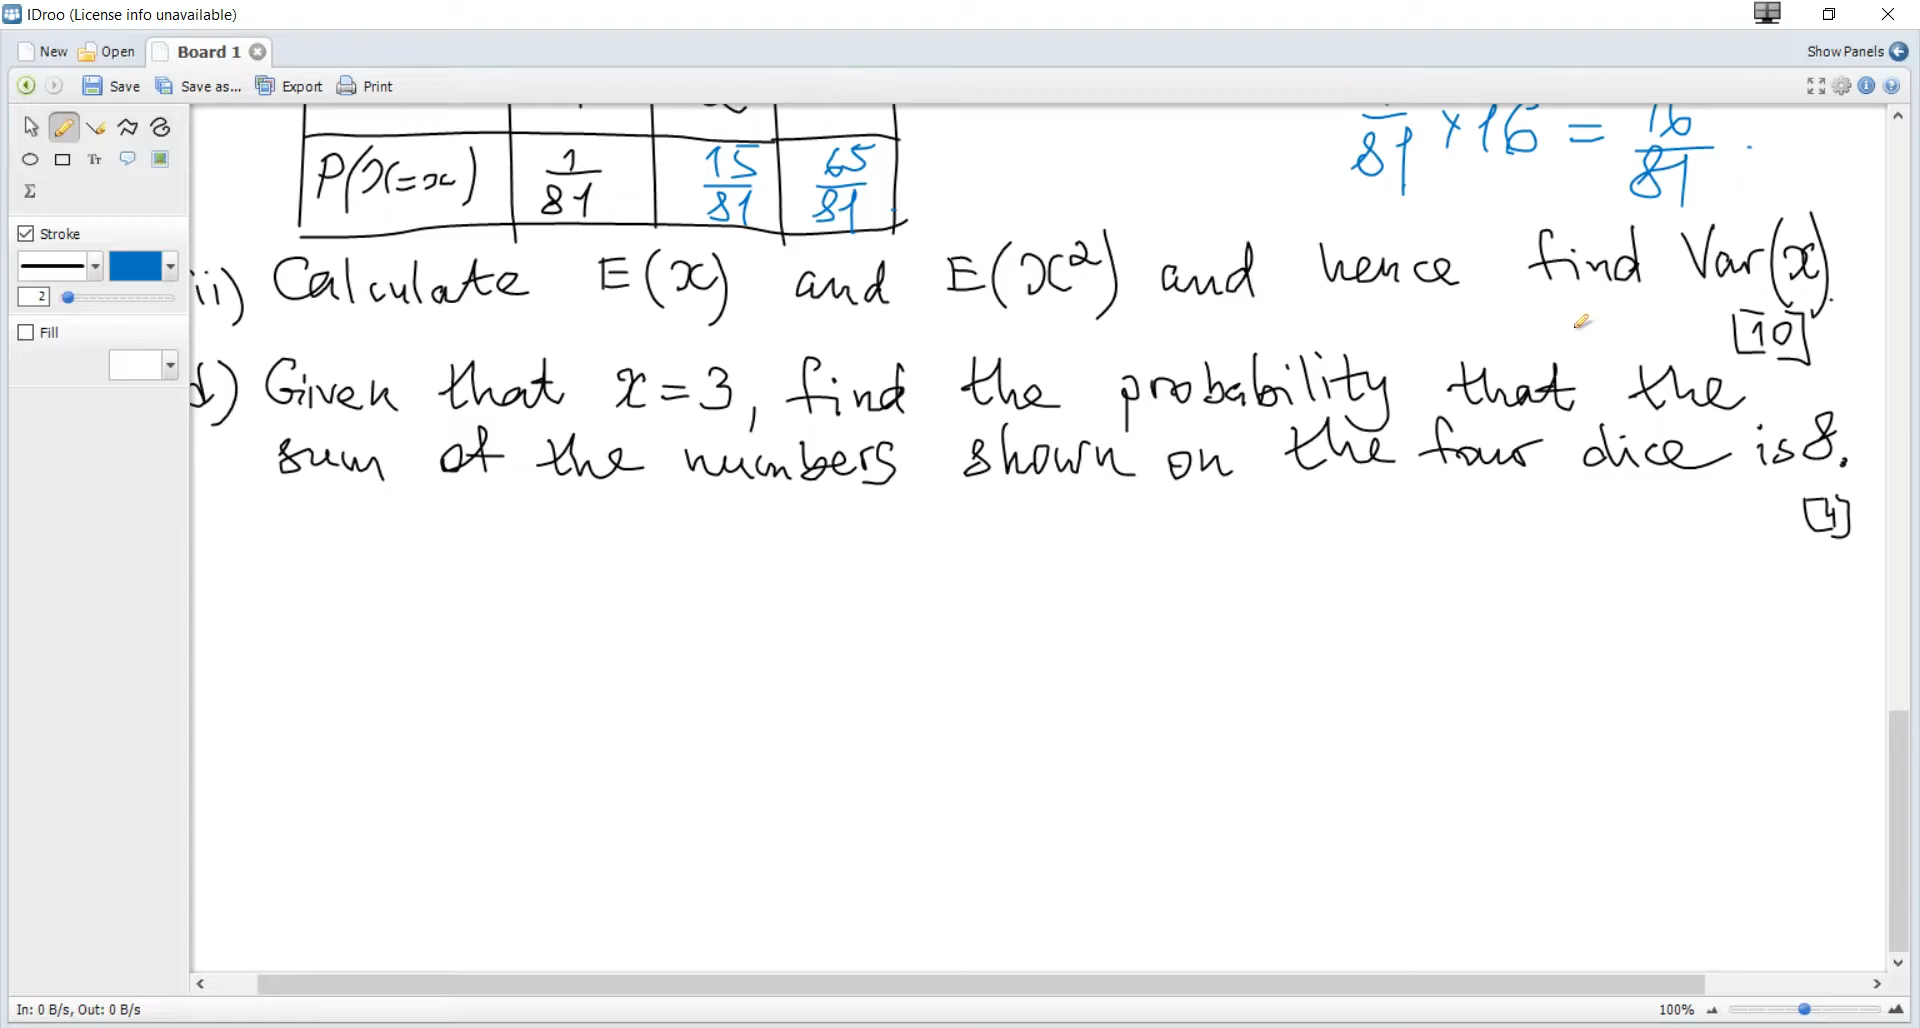 IDroo (License info unavailable)
New Open Board 1 Show Panels
Save Save as... Export Print
Tr
Σ
Stroke
2
Fill
81 × 16 = 16/81 .
P(X=x) 1/81 15/81 65/81
ii) Calculate E(x) and E(x²) and hence find Var(x).
[10]
d) Given that x=3, find the probability that the
sum of the numbers shown on the four dice is 8.
[4]
In: 0 B/s, Out: 0 B/s 100%